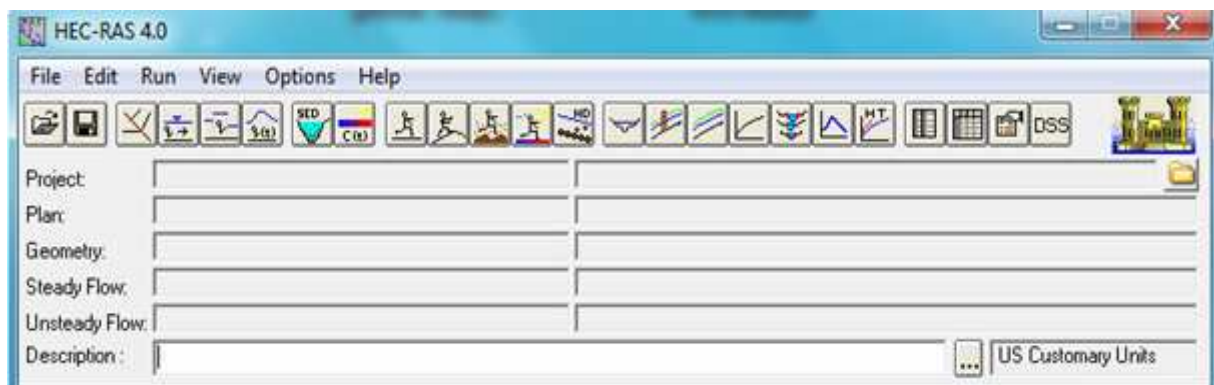 HEC-RAS 4.0
File Edit Run View Options Help
SED C(t) HD HT DSS
Project:
Plan:
Geometry:
Steady Flow:
Unsteady Flow:
Description : ... US Customary Units